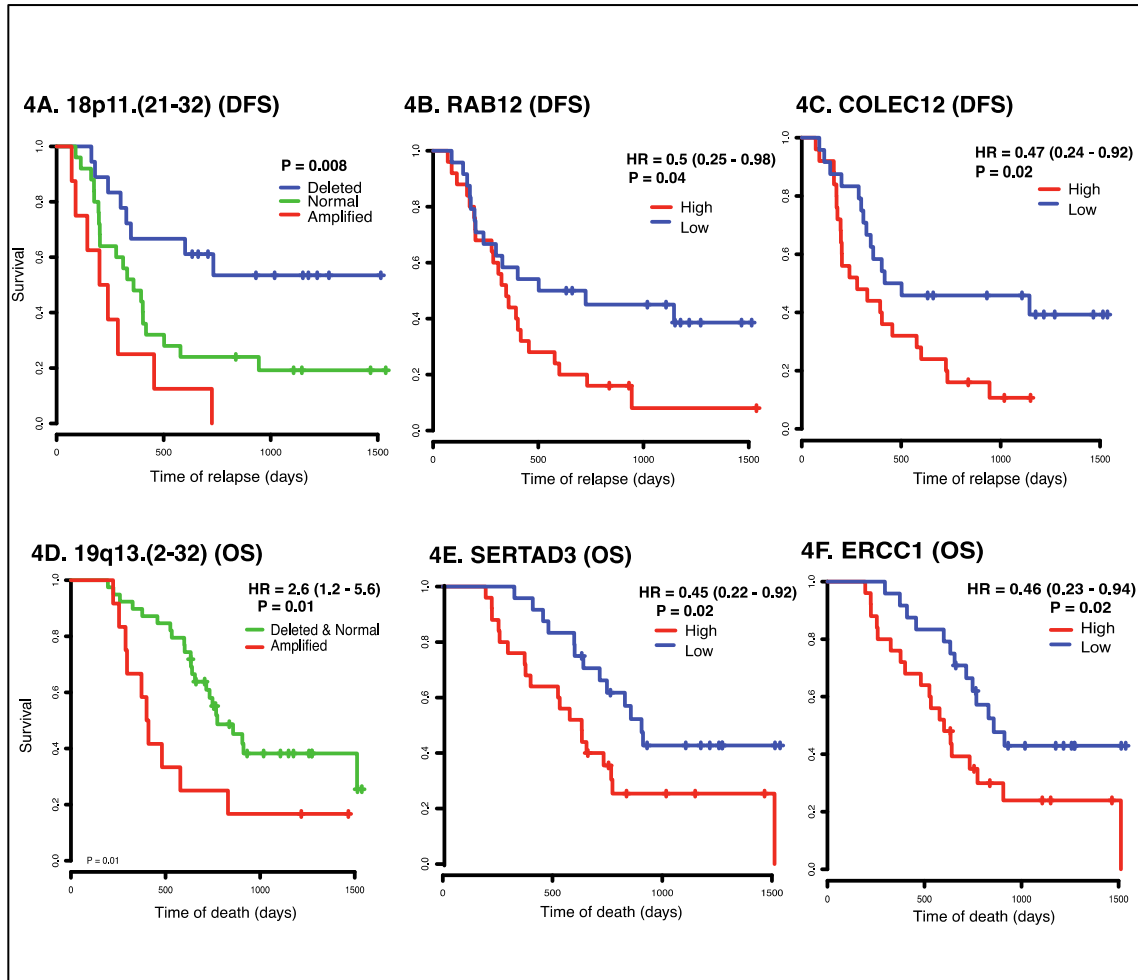 4A. 18p11.(21-32) (DFS)
P = 0.008
Deleted
Normal
Amplified
Survival
0.0 0.2 0.4 0.6 0.8 1.0
0 500 1000 1500
Time of relapse (days)
4B. RAB12 (DFS)
HR = 0.5 (0.25 - 0.98)
P = 0.04
High
Low
0.0 0.2 0.4 0.6 0.8 1.0
0 500 1000 1500
Time of relapse (days)
4C. COLEC12 (DFS)
HR = 0.47 (0.24 - 0.92)
P = 0.02
High
Low
0.0 0.2 0.4 0.6 0.8 1.0
0 500 1000 1500
Time of relapse (days)
4D. 19q13.(2-32) (OS)
HR = 2.6 (1.2 - 5.6)
P = 0.01
Deleted & Normal
Amplified
Survival
0.0 0.2 0.4 0.6 0.8 1.0
P = 0.01
0 500 1000 1500
Time of death (days)
4E. SERTAD3 (OS)
HR = 0.45 (0.22 - 0.92)
P = 0.02
High
Low
0.0 0.2 0.4 0.6 0.8 1.0
0 500 1000 1500
Time of death (days)
4F. ERCC1 (OS)
HR = 0.46 (0.23 - 0.94)
P = 0.02
High
Low
0.0 0.2 0.4 0.6 0.8 1.0
0 500 1000 1500
Time of death (days)